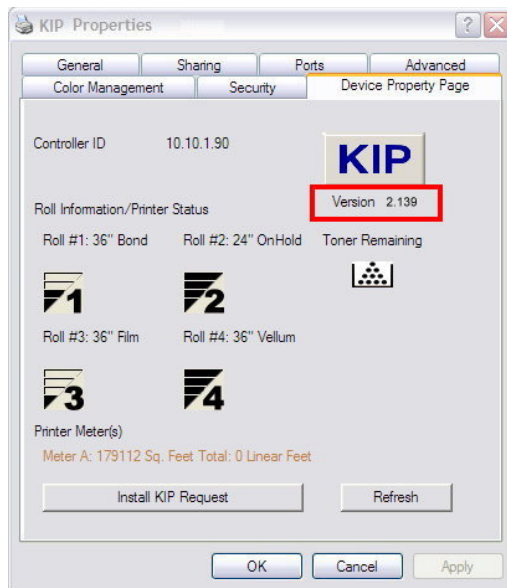 KIP Properties
General Sharing Ports Advanced
Color Management Security Device Property Page
Controller ID 10.10.1.90
KIP
Version 2.139
Roll Information/Printer Status
Roll #1: 36" Bond Roll #2: 24" OnHold Toner Remaining
1 2
Roll #3: 36" Film Roll #4: 36" Vellum
3 4
Printer Meter(s)
Meter A: 179112 Sq. Feet Total: 0 Linear Feet
Install KIP Request Refresh
OK Cancel Apply